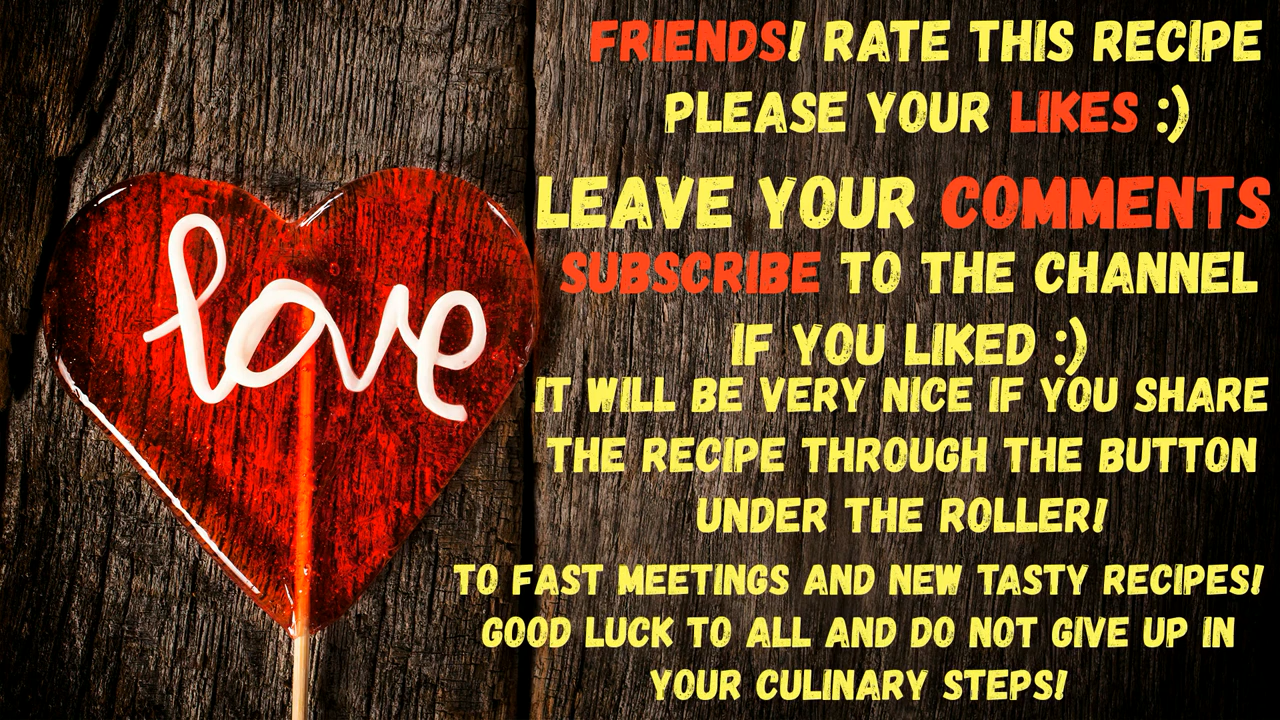 love
FRIENDS! RATE THIS RECIPE
PLEASE YOUR LIKES :)
LEAVE YOUR COMMENTS
SUBSCRIBE TO THE CHANNEL
IF YOU LIKED :)
IT WILL BE VERY NICE IF YOU SHARE
THE RECIPE THROUGH THE BUTTON
UNDER THE ROLLER!
TO FAST MEETINGS AND NEW TASTY RECIPES!
GOOD LUCK TO ALL AND DO NOT GIVE UP IN
YOUR CULINARY STEPS!